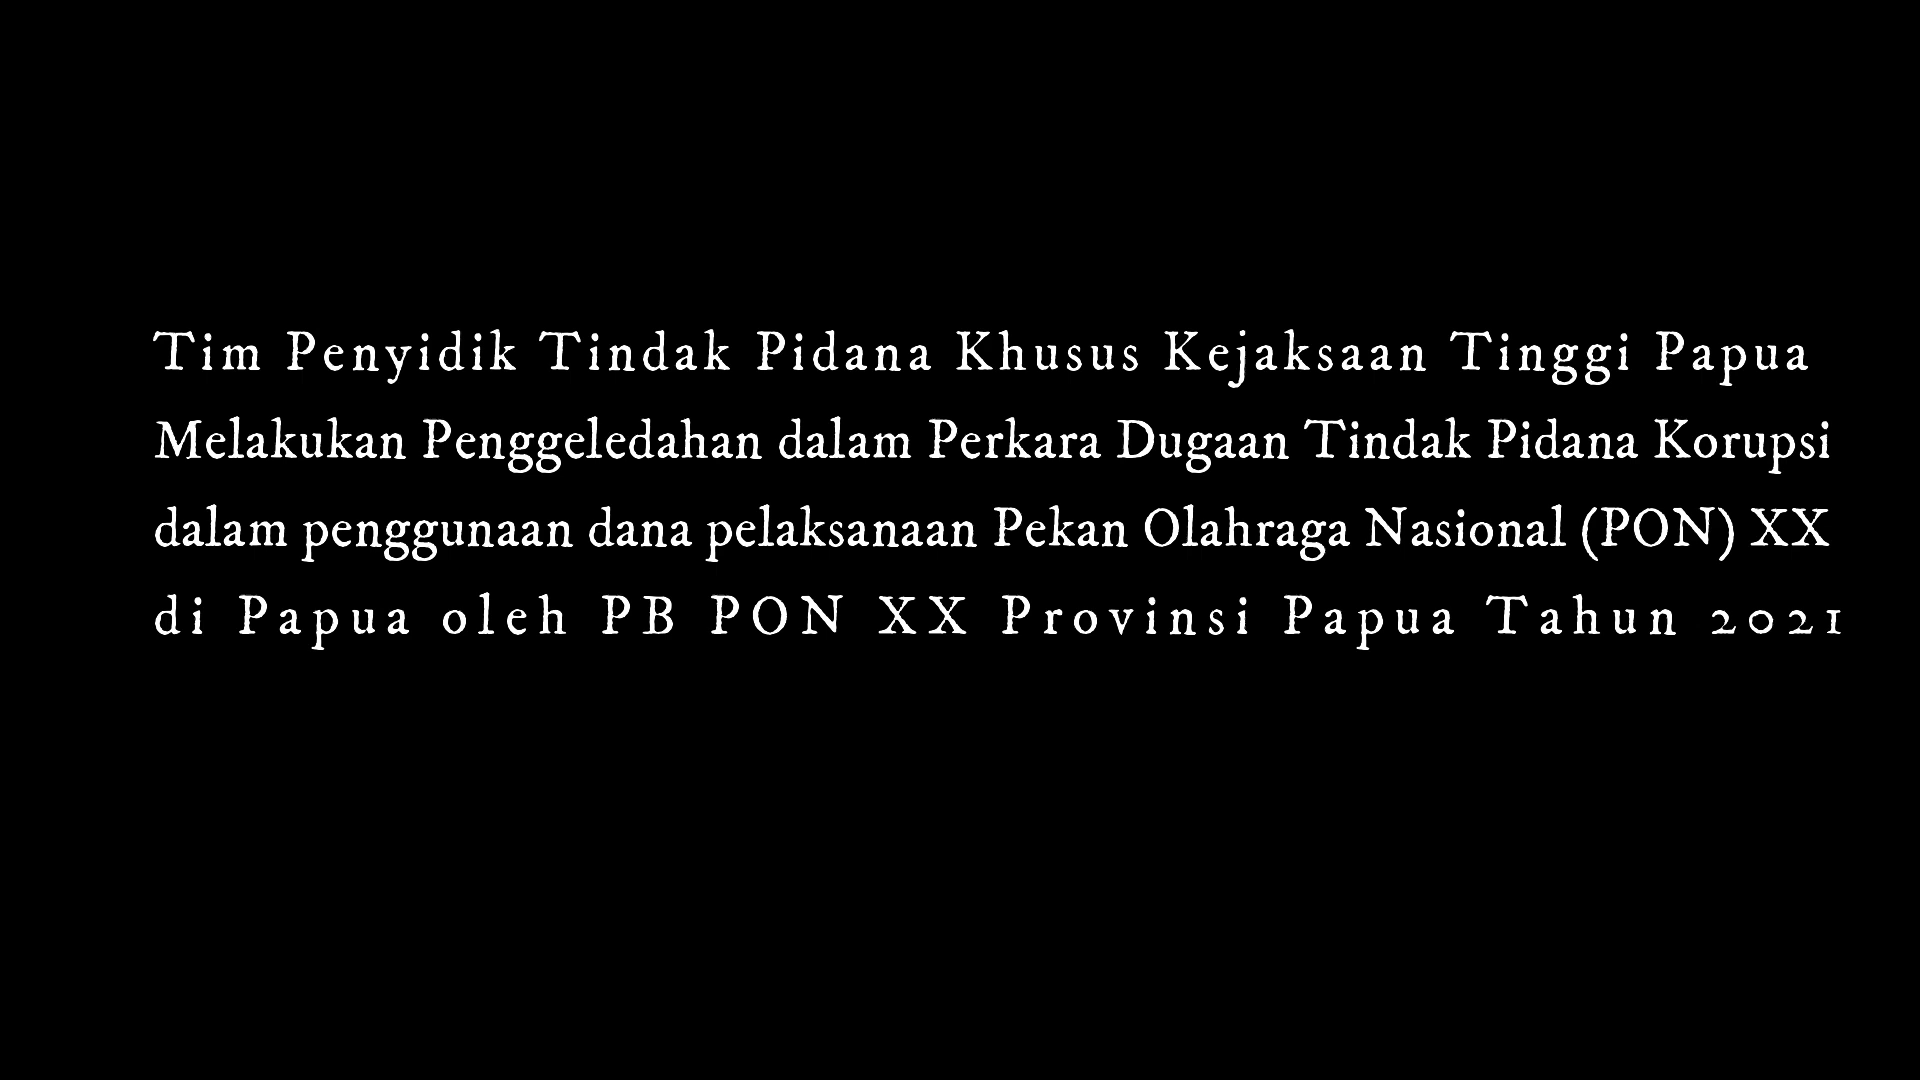 Tim Penyidik Tindak Pidana Khusus Kejaksaan Tinggi Papua
Melakukan Penggeledahan dalam Perkara Dugaan Tindak Pidana Korupsi
dalam penggunaan dana pelaksanaan Pekan Olahraga Nasional (PON) XX
di Papua oleh PB PON XX Provinsi Papua Tahun 2021